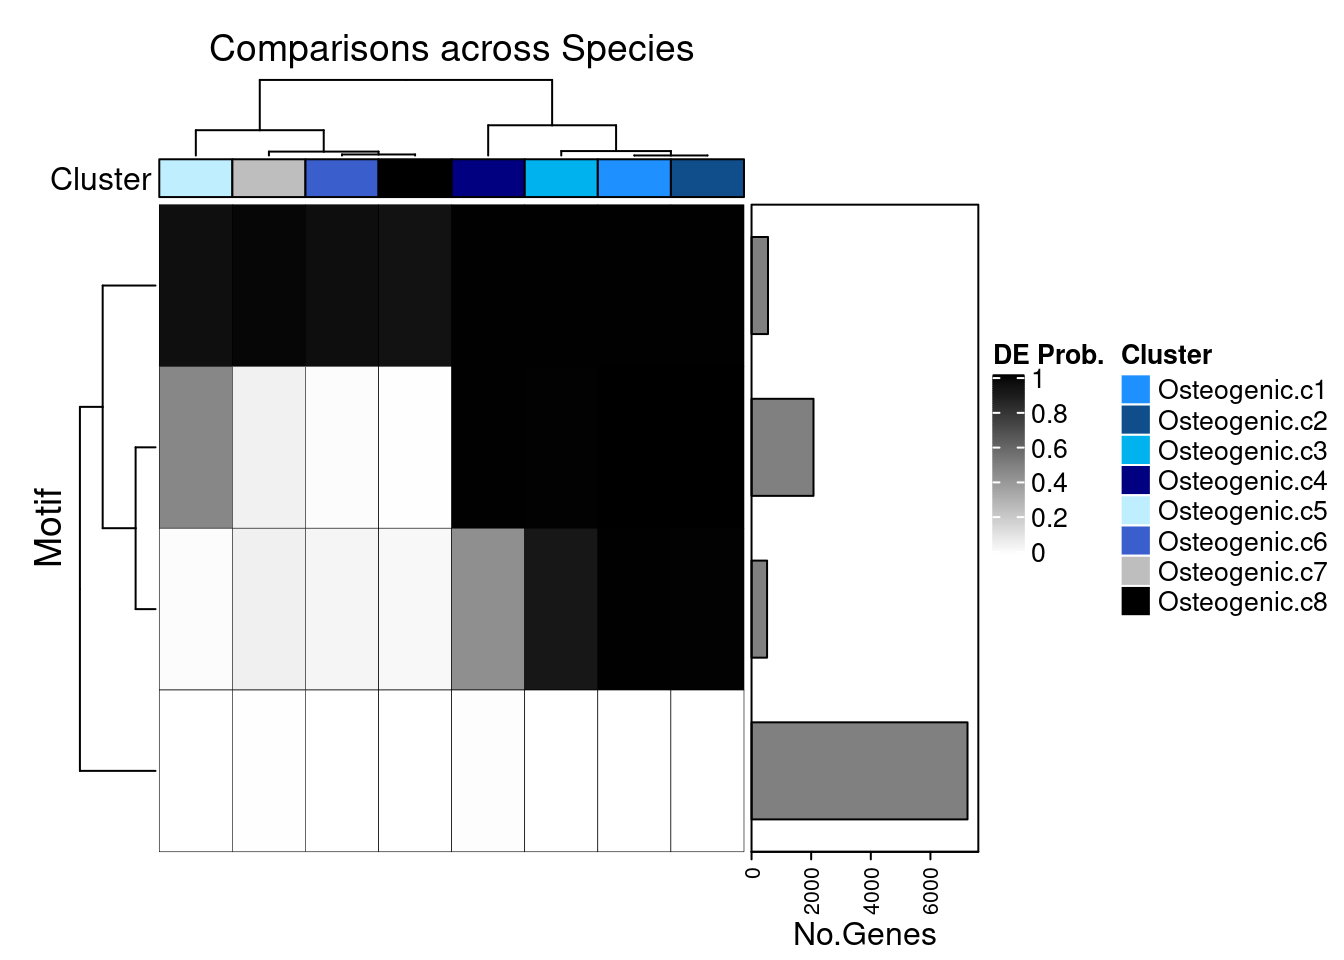 Comparisons across Species
Cluster
Motif
DE Prob.
1
0.8
0.6
0.4
0.2
0
Cluster
Osteogenic.c1
Osteogenic.c2
Osteogenic.c3
Osteogenic.c4
Osteogenic.c5
Osteogenic.c6
Osteogenic.c7
Osteogenic.c8
0
2000
4000
6000
No.Genes